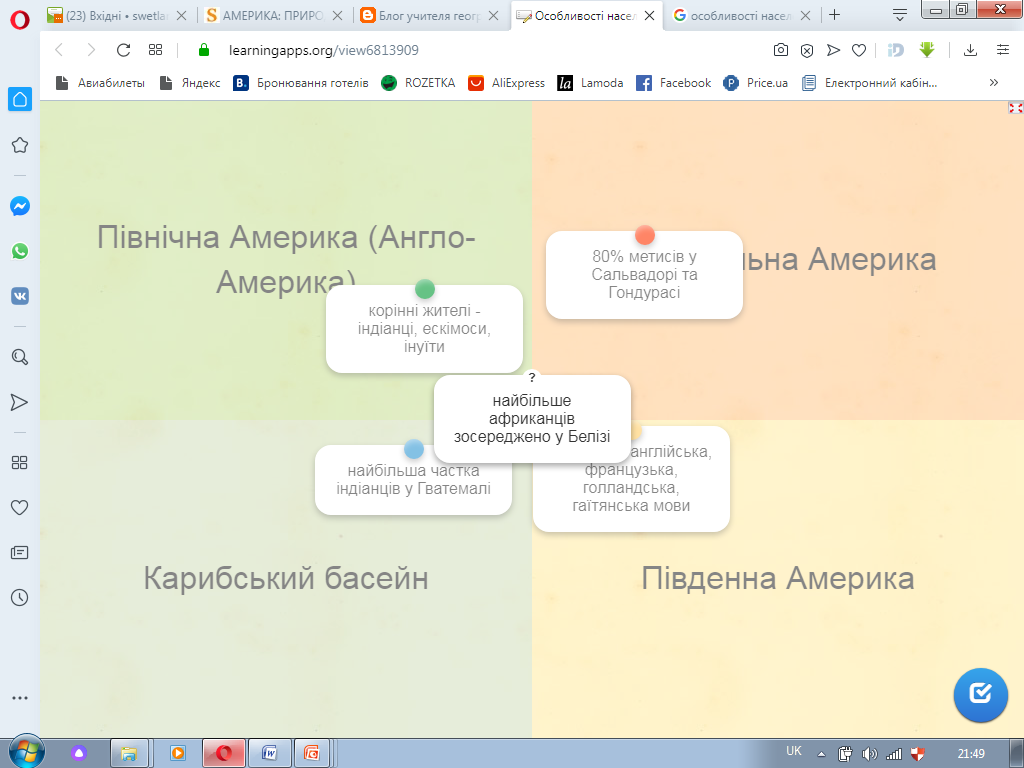 (23) Вхідні • swetla
АМЕРИКА: ПРИРО
Блог учителя геогр
Особливості насел
особливості насел
learningapps.org/view6813909
Авиабилеты
Яндекс
Бронювання готелів
ROZETKA
AliExpress
Lamoda
Facebook
Price.ua
Електронний кабін...
Північна Америка (Англо-
Америка)
льна Америка
80% метисів у
Сальвадорі та
Гондурасі
корінні жителі -
індіанці, ескімоси,
інуїти
?
найбільше
африканців
зосереджено у Белізі
найбільша частка
індіанців у Гватемалі
англійська,
французька,
голландська,
гаїтянська мови
Карибський басейн
Південна Америка
UK
21:49